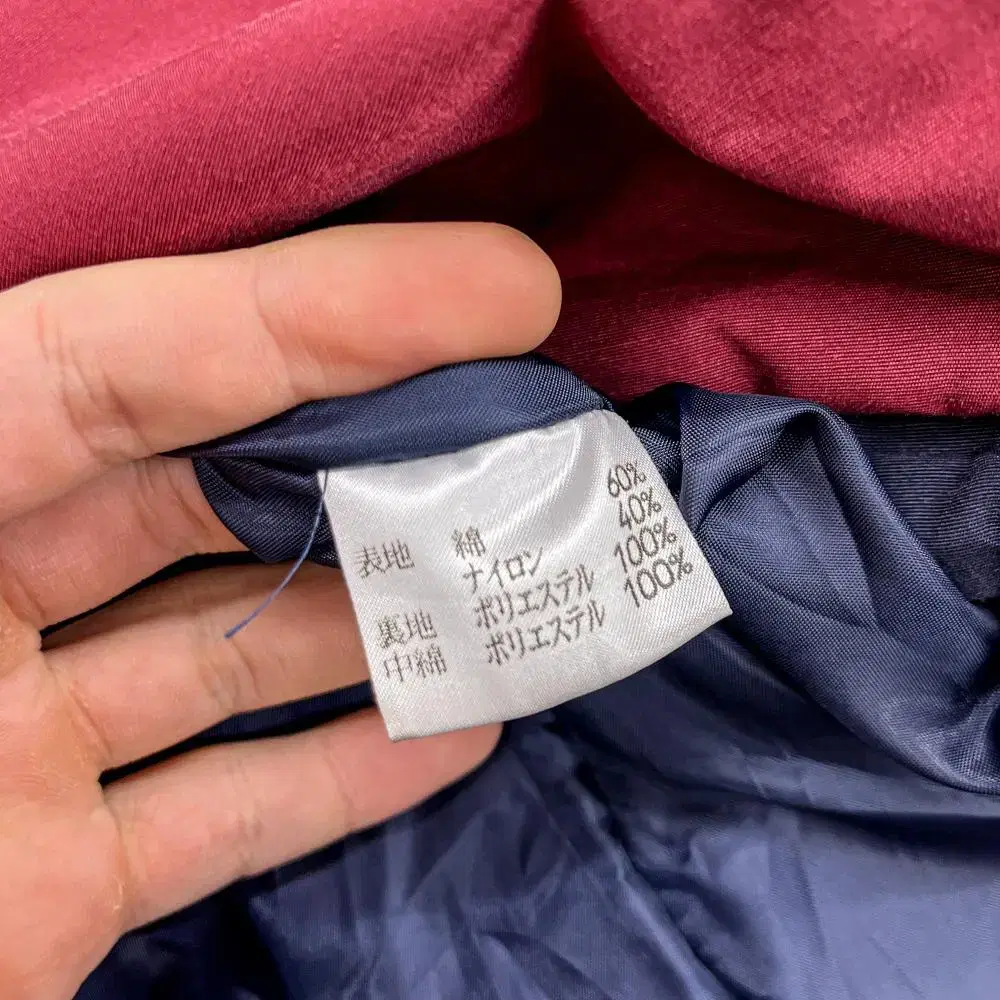 表地 綿 60%
ナイロン 40%
裏地 ポリエステル 100%
中綿 ポリエステル 100%